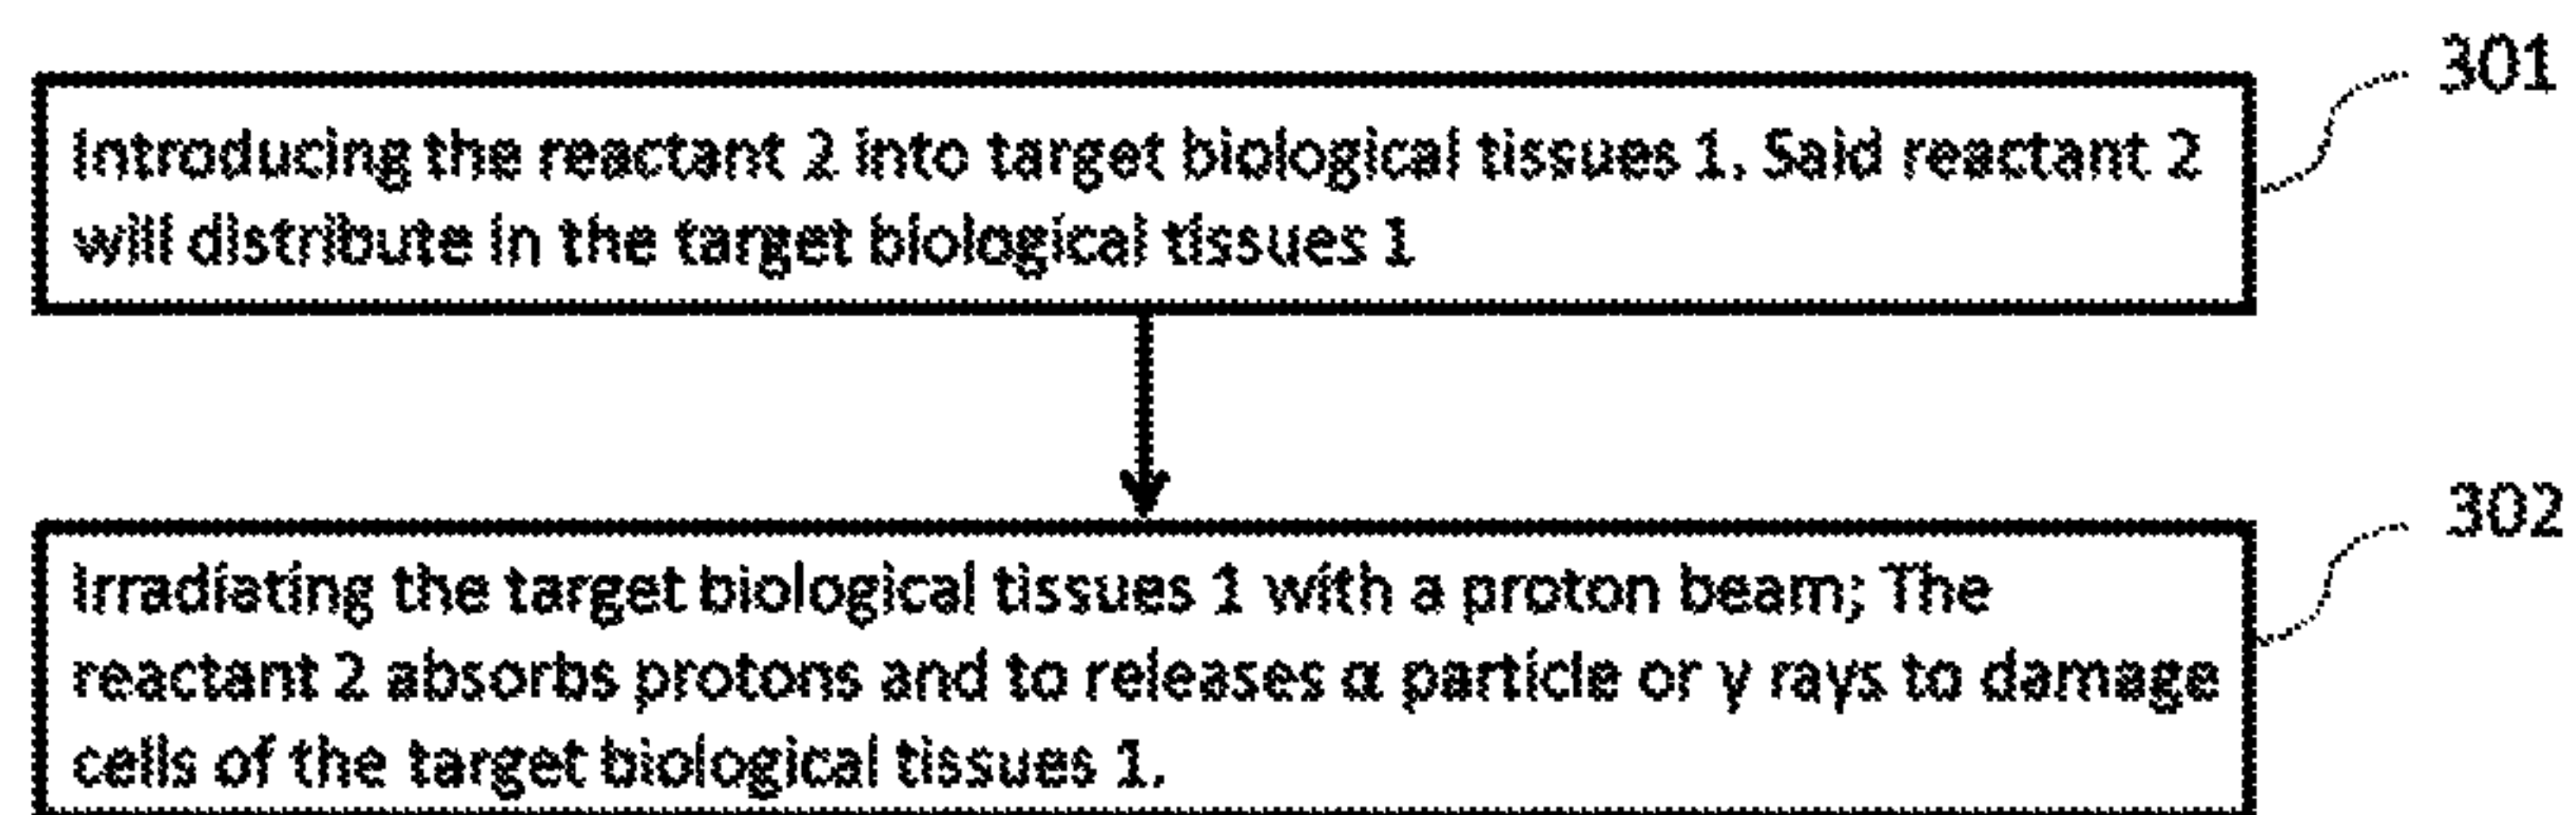 301
Introducing the reactant 2 into target biological tissues 1. Said reactant 2
will distribute in the target biological tissues 1
302
Irradiating the target biological tissues 1 with a proton beam; The
reactant 2 absorbs protons and to releases α particle or γ rays to damage
cells of the target biological tissues 1.